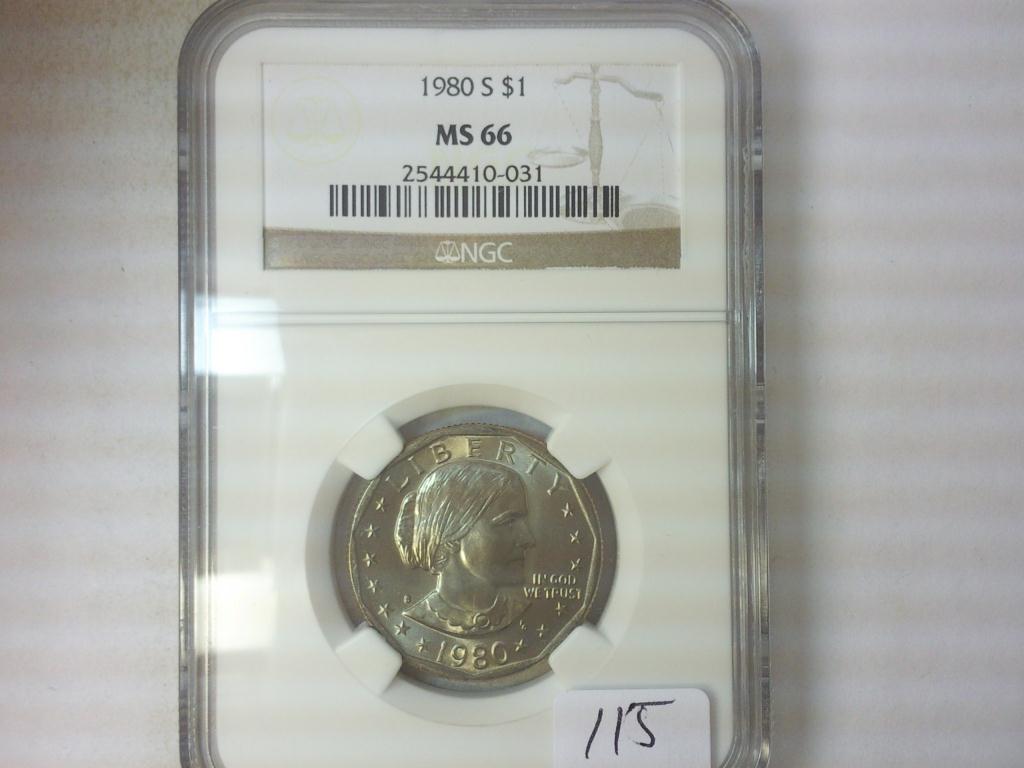 1980 S $1
MS 66
2544410-031
NGC
LIBERTY
IN GOD
WE TRUST
S
1980
115